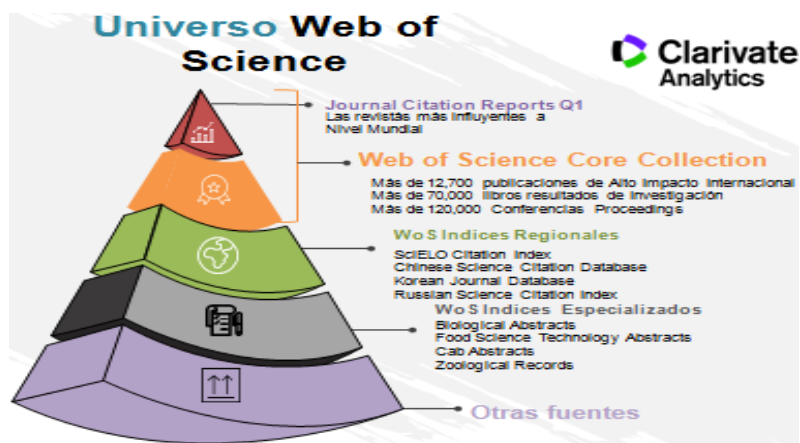 Universo Web of
Science
Clarivate
Analytics
Journal Citation Reports Q1
Las revistás más influyentes a
Nivel Mundial
Web of Science Core Collection
Más de 12,700 publicaciones de Alto Impacto Internacional
Más de 70,000 libros resultados de investigación
Más de 120,000 Conferencias Proceedings
WoS Indices Regionales
SciELO Citation Index
Chinese Science Citation Database
Korean Journal Database
Russian Science Citation Index
WoS Indices Especializados
Biological Abstracts
Food Science Technology Abstracts
Cab Abstracts
Zoological Records
Otras fuentes